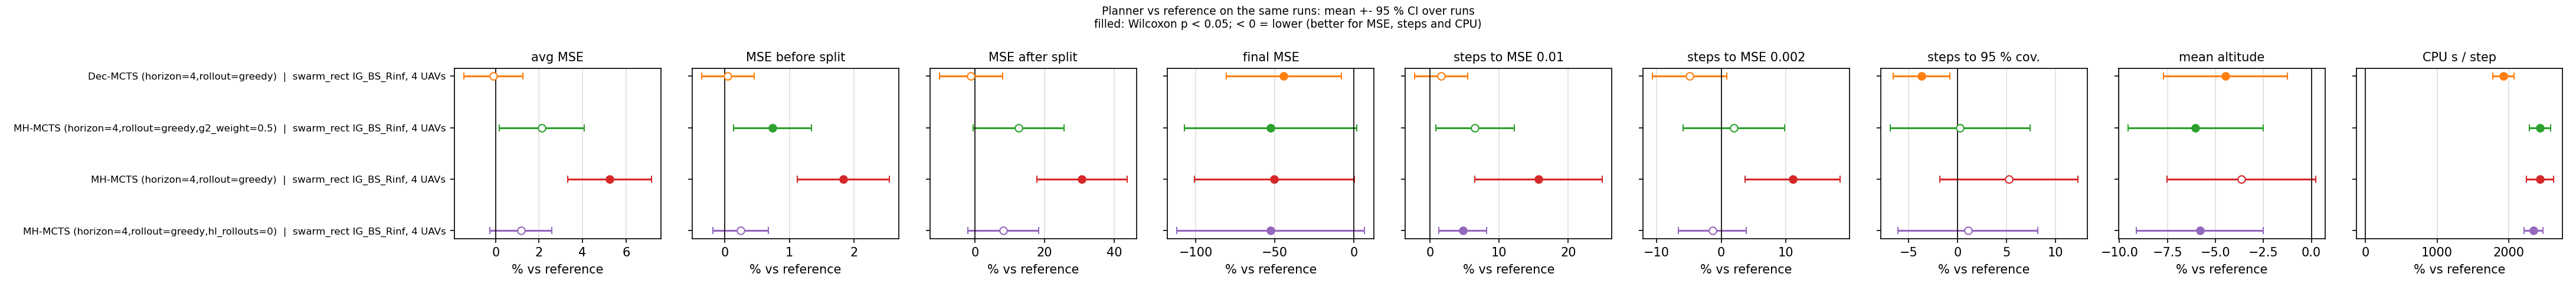 Planner vs reference on the same runs: mean +- 95 % CI over runs
filled: Wilcoxon p < 0.05; < 0 = lower (better for MSE, steps and CPU)
avg MSE
MSE before split
MSE after split
final MSE
steps to MSE 0.01
steps to MSE 0.002
steps to 95 % cov.
mean altitude
CPU s / step
Dec-MCTS (horizon=4,rollout=greedy) | swarm_rect IG_BS_Rinf, 4 UAVs
MH-MCTS (horizon=4,rollout=greedy,g2_weight=0.5) | swarm_rect IG_BS_Rinf, 4 UAVs
MH-MCTS (horizon=4,rollout=greedy) | swarm_rect IG_BS_Rinf, 4 UAVs
MH-MCTS (horizon=4,rollout=greedy,hl_rollouts=0) | swarm_rect IG_BS_Rinf, 4 UAVs
0 2 4 6
0 1 2
0 20 40
−100 −50 0
0 10 20
−10 0 10
−5 0 5 10
−10.0 −7.5 −5.0 −2.5 0.0
0 1000 2000
% vs reference
% vs reference
% vs reference
% vs reference
% vs reference
% vs reference
% vs reference
% vs reference
% vs reference